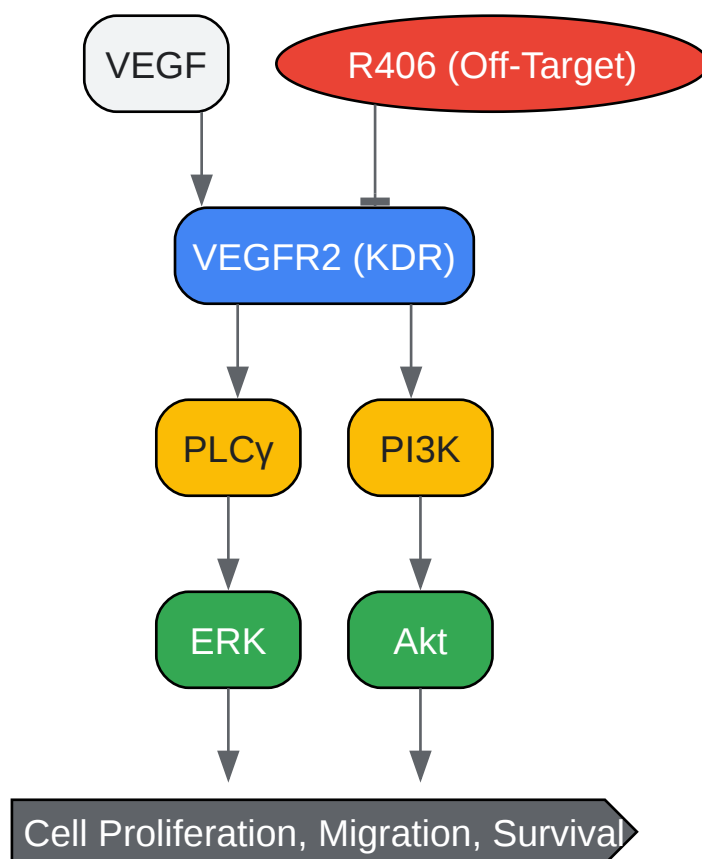 VEGF
R406 (Off-Target)
VEGFR2 (KDR)
PLCγ
PI3K
ERK
Akt
Cell Proliferation, Migration, Survival